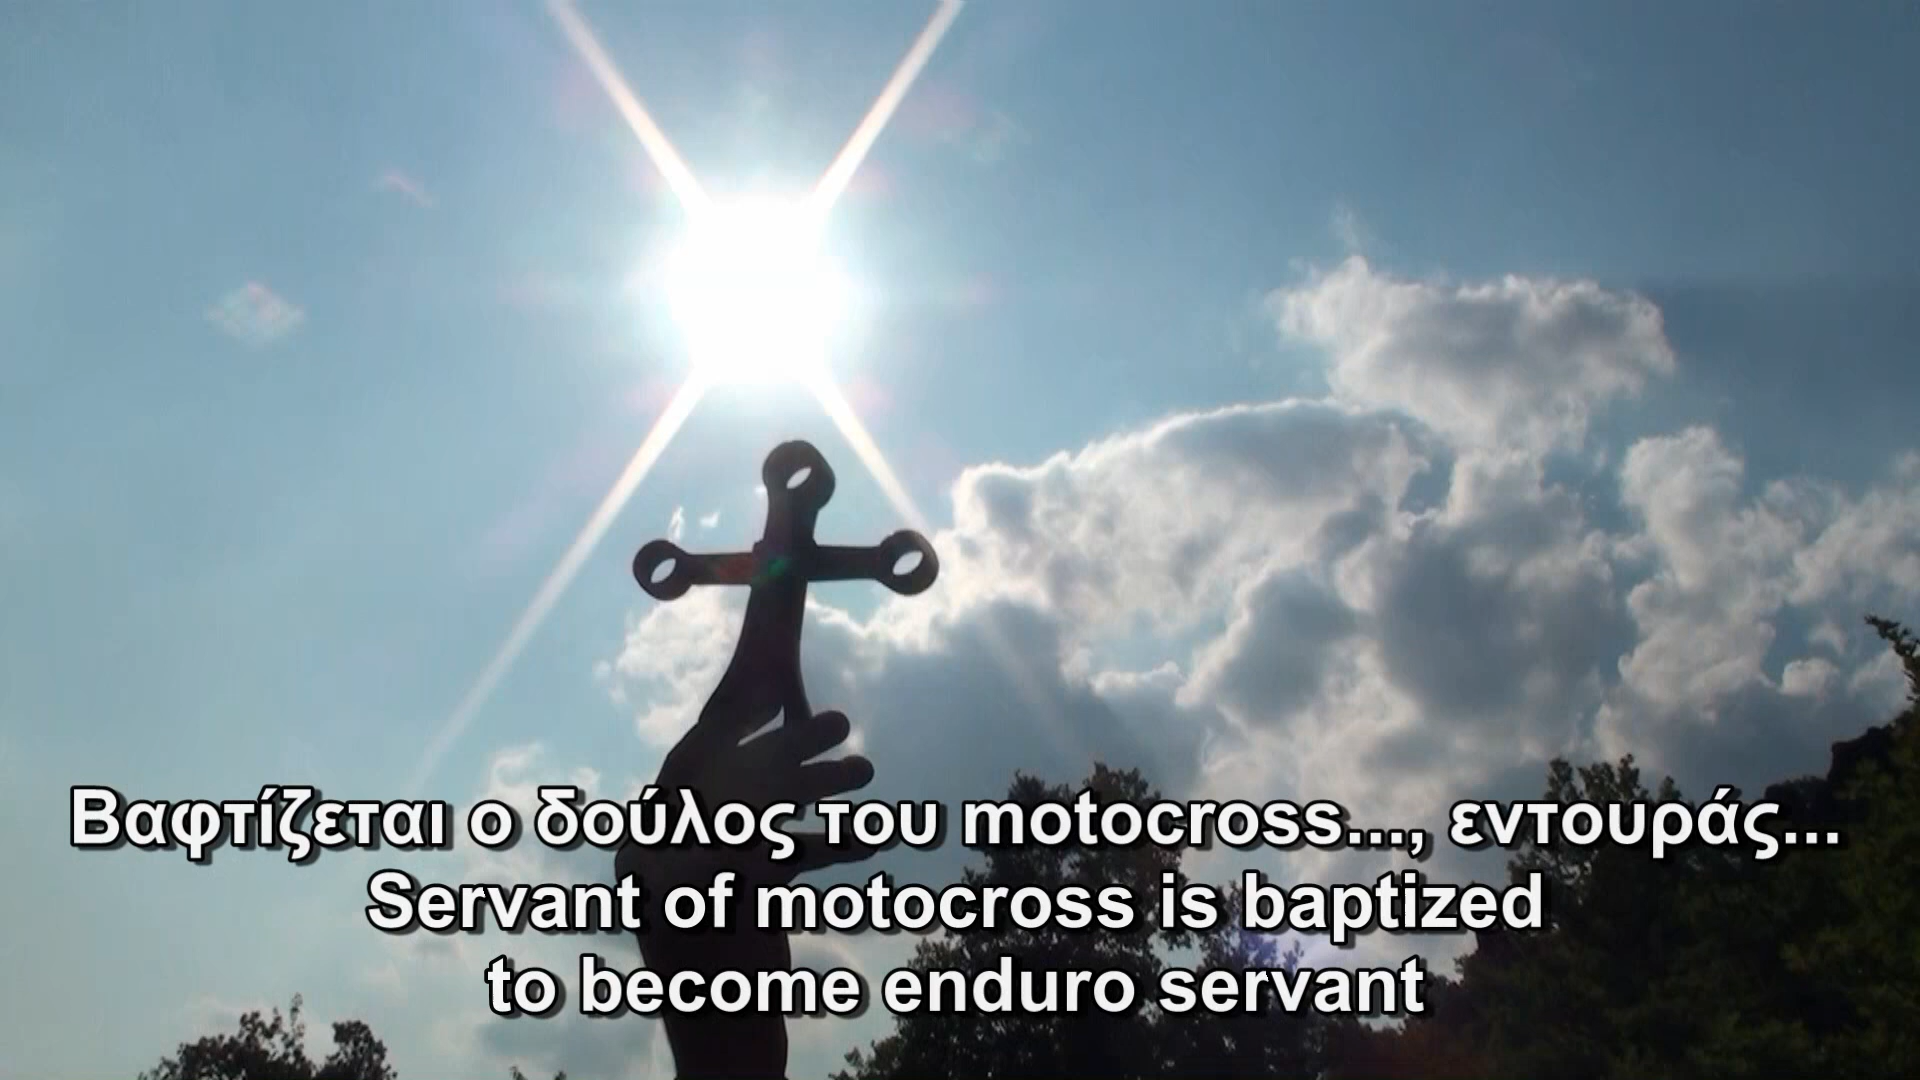 Βαφτίζεται ο δούλος του motocross..., εντουράς...
Servant of motocross is baptized
to become enduro servant